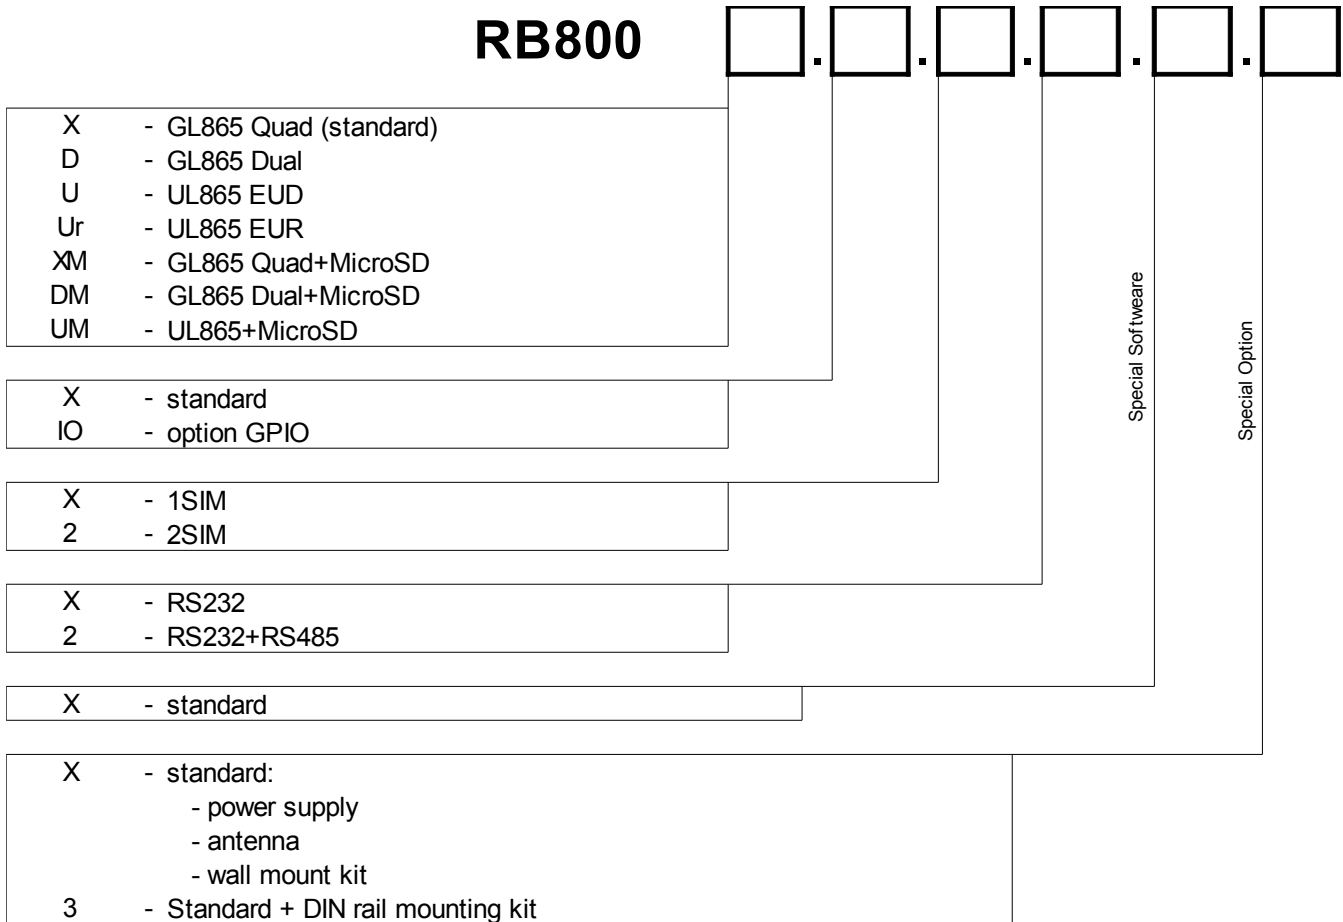 RB800 . . . . .
X - GL865 Quad (standard)
D - GL865 Dual
U - UL865 EUD
Ur - UL865 EUR
XM - GL865 Quad+MicroSD
DM - GL865 Dual+MicroSD
UM - UL865+MicroSD
Special Softweare
Special Option
X - standard
IO - option GPIO
X - 1SIM
2 - 2SIM
X - RS232
2 - RS232+RS485
X - standard
X - standard:
- power supply
- antenna
- wall mount kit
3 - Standard + DIN rail mounting kit